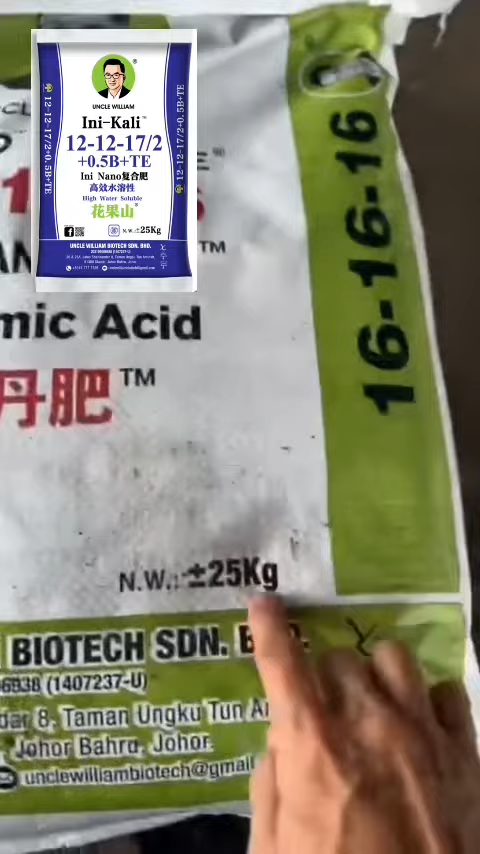 UNCLE WILLIAM
Ini-Kali™
12-12-17/2
+0.5B+TE
Ini Nano复合肥
高效水溶性
High Water Soluble
花果山
N.W.:±25Kg
UNCLE WILLIAM BIOTECH SDN. BHD.
12-12-17/2+0.5B+TE
12-12-17/2+0.5B+TE
16-16-16
TM
mic Acid
丹肥™
N.W.:±25Kg
BIOTECH SDN. B
(1407237-U)
dar 8, Taman Ungku Tun
Johor Bahru, Johor.
unclewilliambiotech@gmail